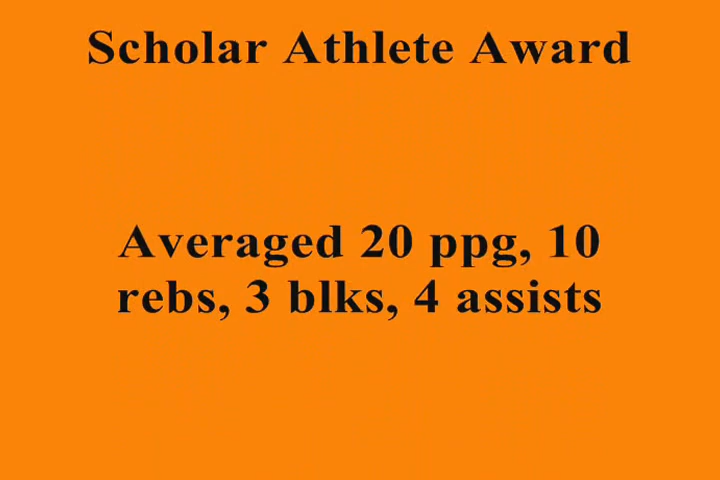 Scholar Athlete Award
Averaged 20 ppg, 10
rebs, 3 blks, 4 assists